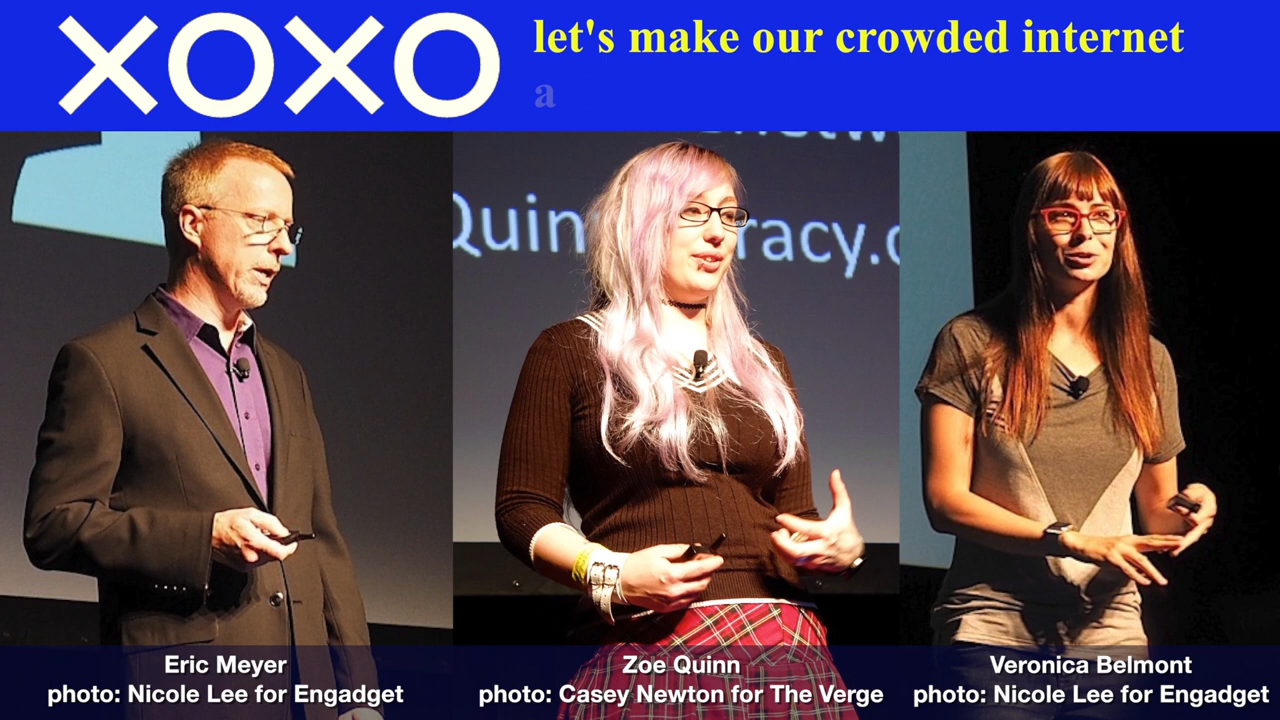 XOXO
let's make our crowded internet
a
Quin racy.c
Eric Meyer
photo: Nicole Lee for Engadget
Zoe Quinn
photo: Casey Newton for The Verge
Veronica Belmont
photo: Nicole Lee for Engadget